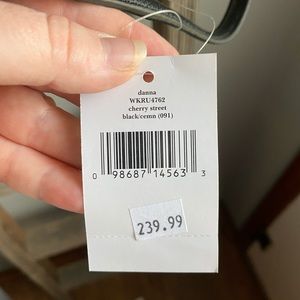 danna
WKRU4762
cherry street
black/cemn (091)
0 98687 14563 3
239.99